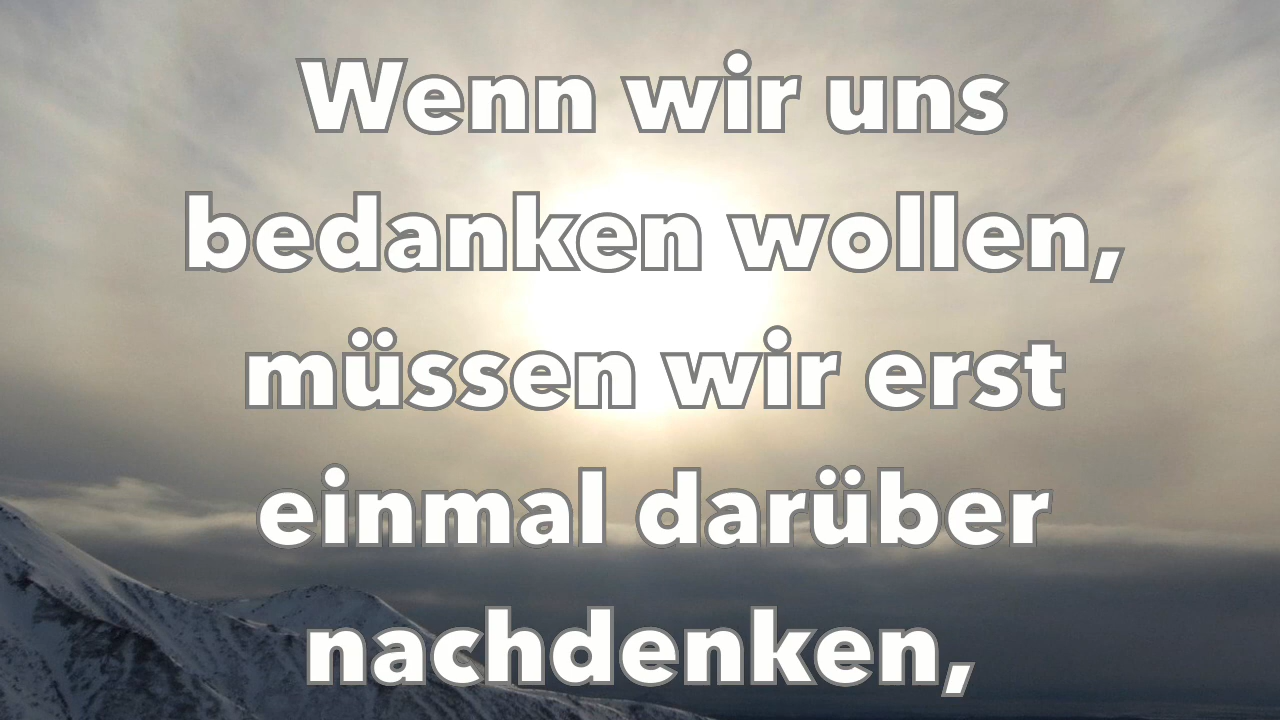 Wenn wir uns
bedanken wollen,
müssen wir erst
einmal darüber
nachdenken,